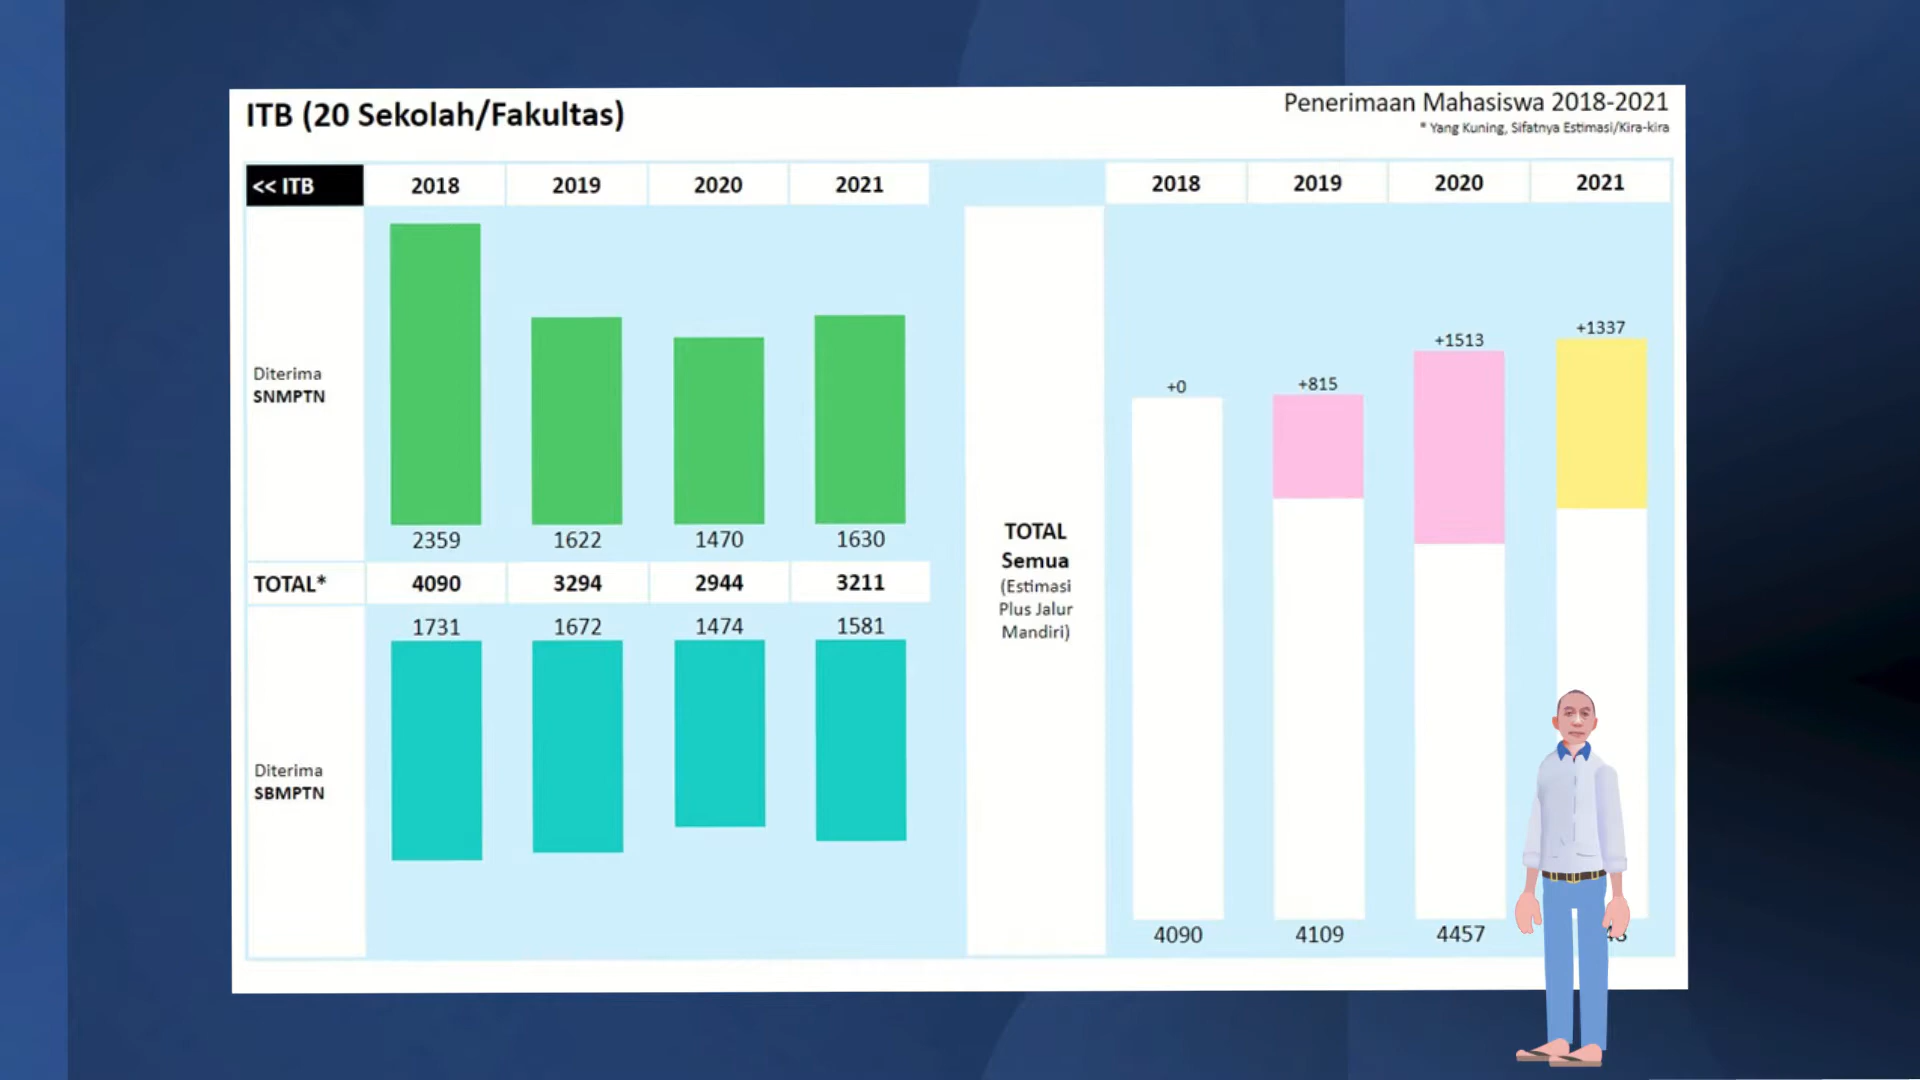 ITB (20 Sekolah/Fakultas)
Penerimaan Mahasiswa 2018-2021
* Yang Kuning, Sifatnya Estimasi/Kira-kira
<< ITB 2018 2019 2020 2021
Diterima
SNMPTN
2359 1622 1470 1630
TOTAL* 4090 3294 2944 3211
1731 1672 1474 1581
Diterima
SBMPTN
2018 2019 2020 2021
+0 +815 +1513 +1337
TOTAL
Semua
(Estimasi
Plus Jalur
Mandiri)
4090 4109 4457